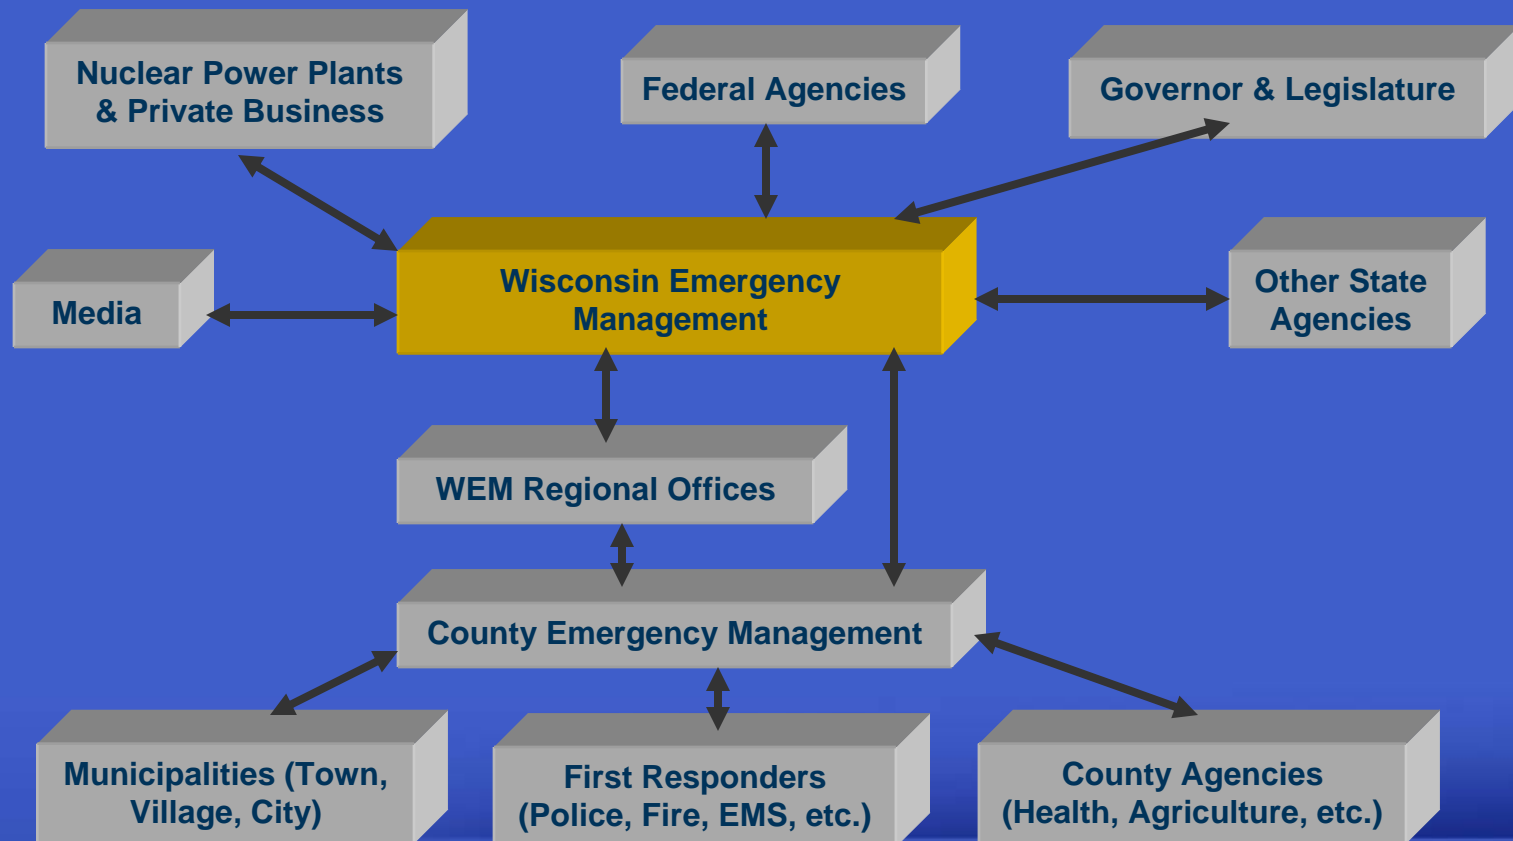 Nuclear Power Plants
& Private Business
Federal Agencies
Governor & Legislature
Media
Wisconsin Emergency
Management
Other State
Agencies
WEM Regional Offices
County Emergency Management
Municipalities (Town,
Village, City)
First Responders
(Police, Fire, EMS, etc.)
County Agencies
(Health, Agriculture, etc.)